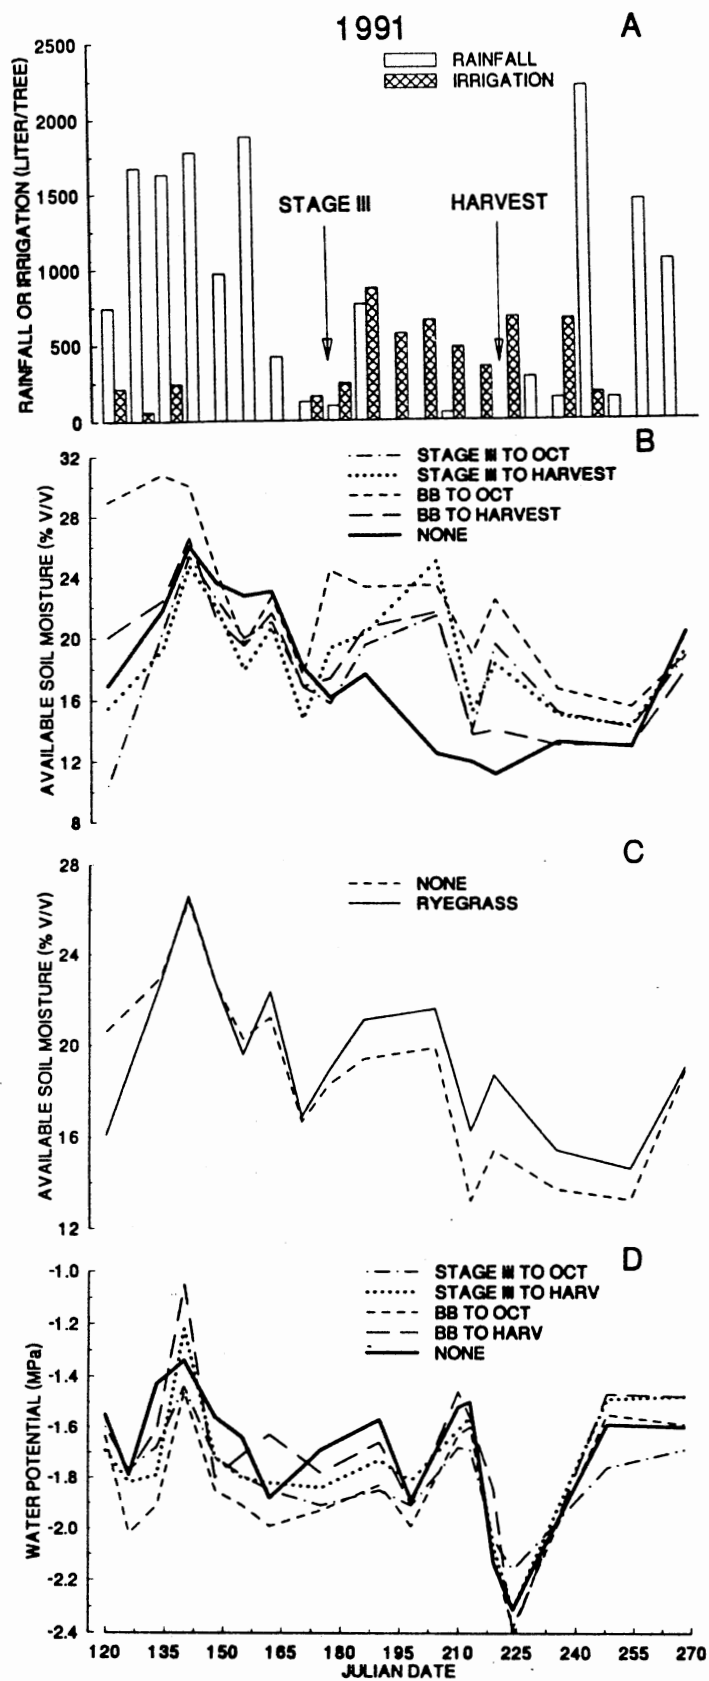 1991
A
RAINFALL
IRRIGATION
RAINFALL OR IRRIGATION (LITER/TREE)
2500
2000
1500
1000
500
0
STAGE III
HARVEST
B
STAGE III TO OCT
STAGE III TO HARVEST
BB TO OCT
BB TO HARVEST
NONE
AVAILABLE SOIL MOISTURE (% V/V)
32
28
24
20
16
12
8
C
NONE
RYEGRASS
AVAILABLE SOIL MOISTURE (% V/V)
28
24
20
16
12
D
STAGE III TO OCT
STAGE III TO HARV
BB TO OCT
BB TO HARV
NONE
WATER POTENTIAL (MPa)
-1.0
-1.2
-1.4
-1.6
-1.8
-2.0
-2.2
-2.4
120 135 150 165 180 195 210 225 240 255 270
JULIAN DATE